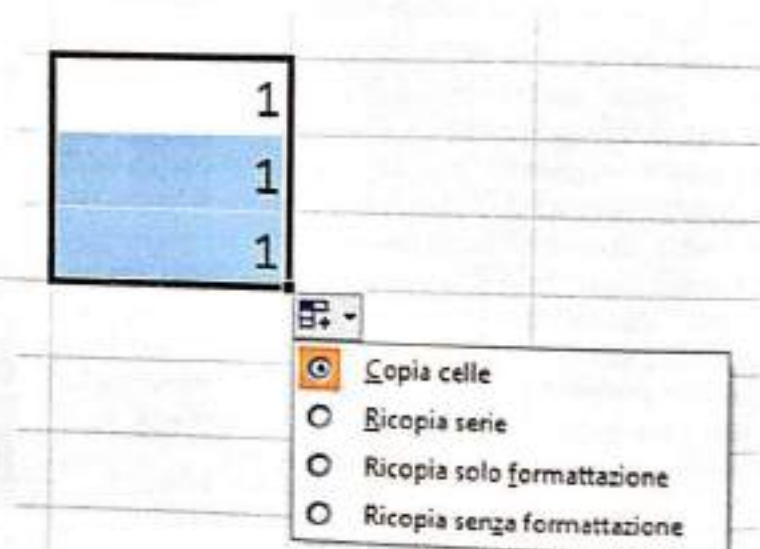 1
1
1
Copia celle
Ricopia serie
Ricopia solo formattazione
Ricopia senza formattazione